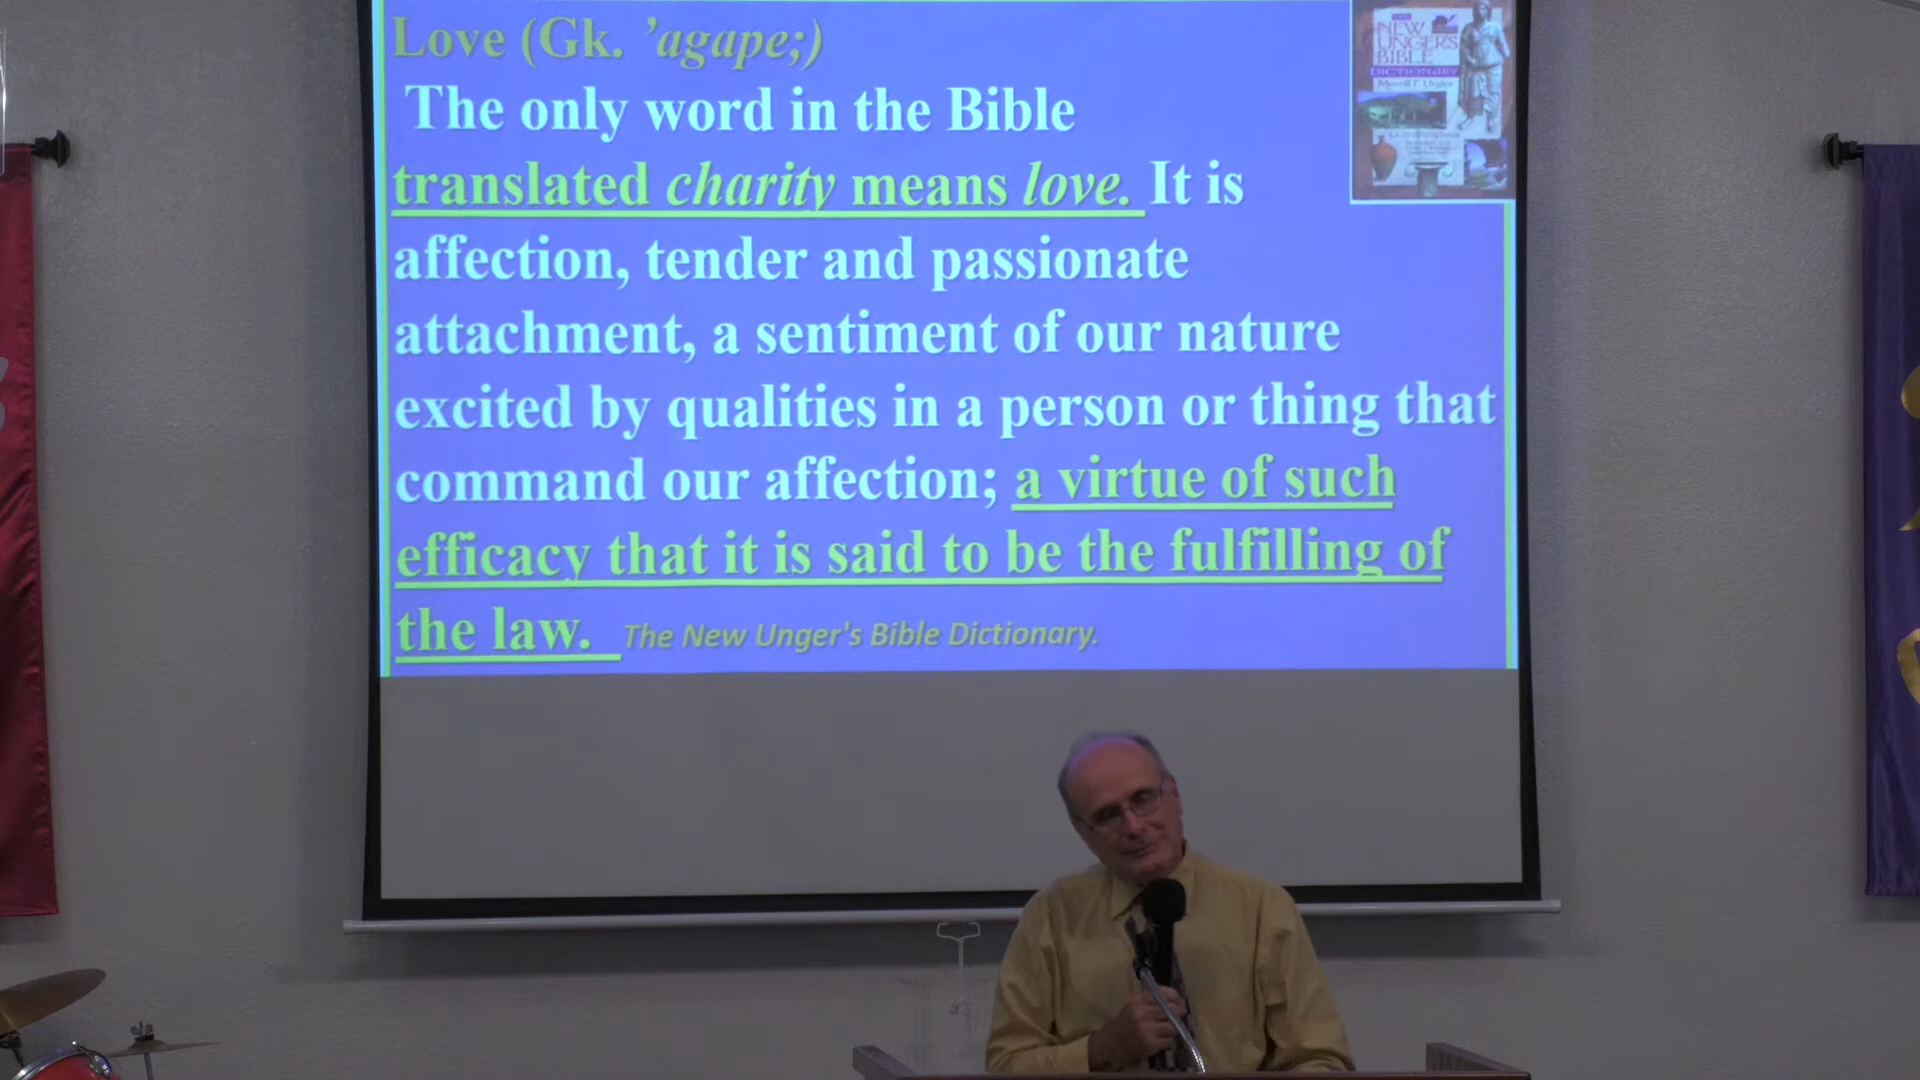 Love (Gk. ’agape;)
The only word in the Bible
translated charity means love. It is
affection, tender and passionate
attachment, a sentiment of our nature
excited by qualities in a person or thing that
command our affection; a virtue of such
efficacy that it is said to be the fulfilling of
the law. The New Unger's Bible Dictionary.
THE
NEW
UNGER'S
BIBLE
DICTIONARY
Merrill F. Unger